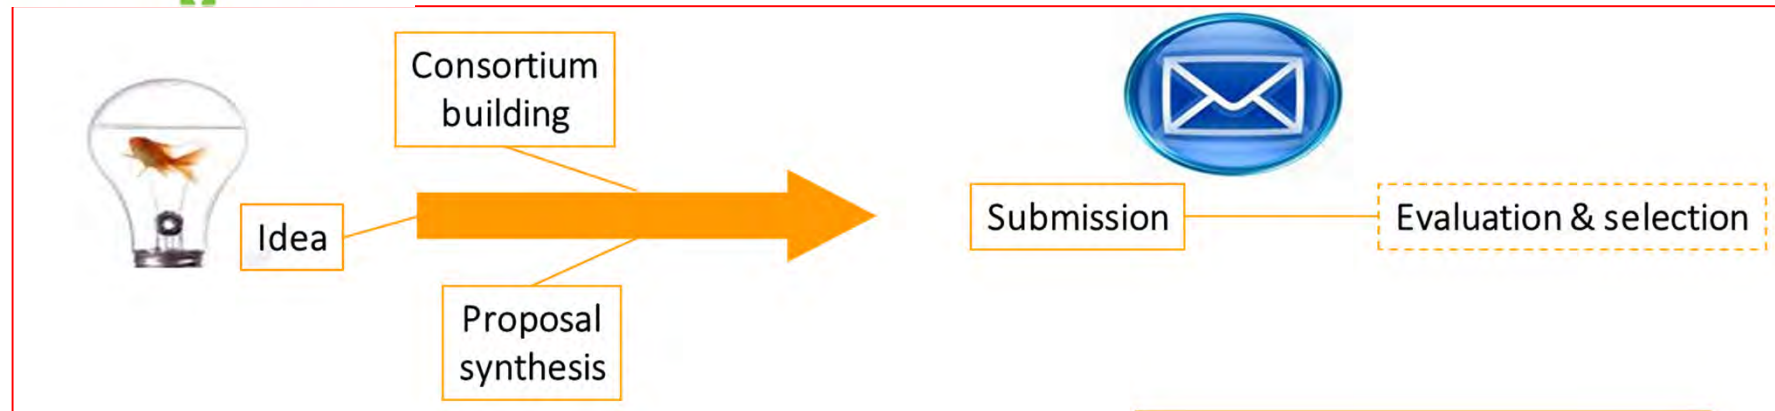 Consortium
building
Idea
Proposal
synthesis
Submission
Evaluation & selection